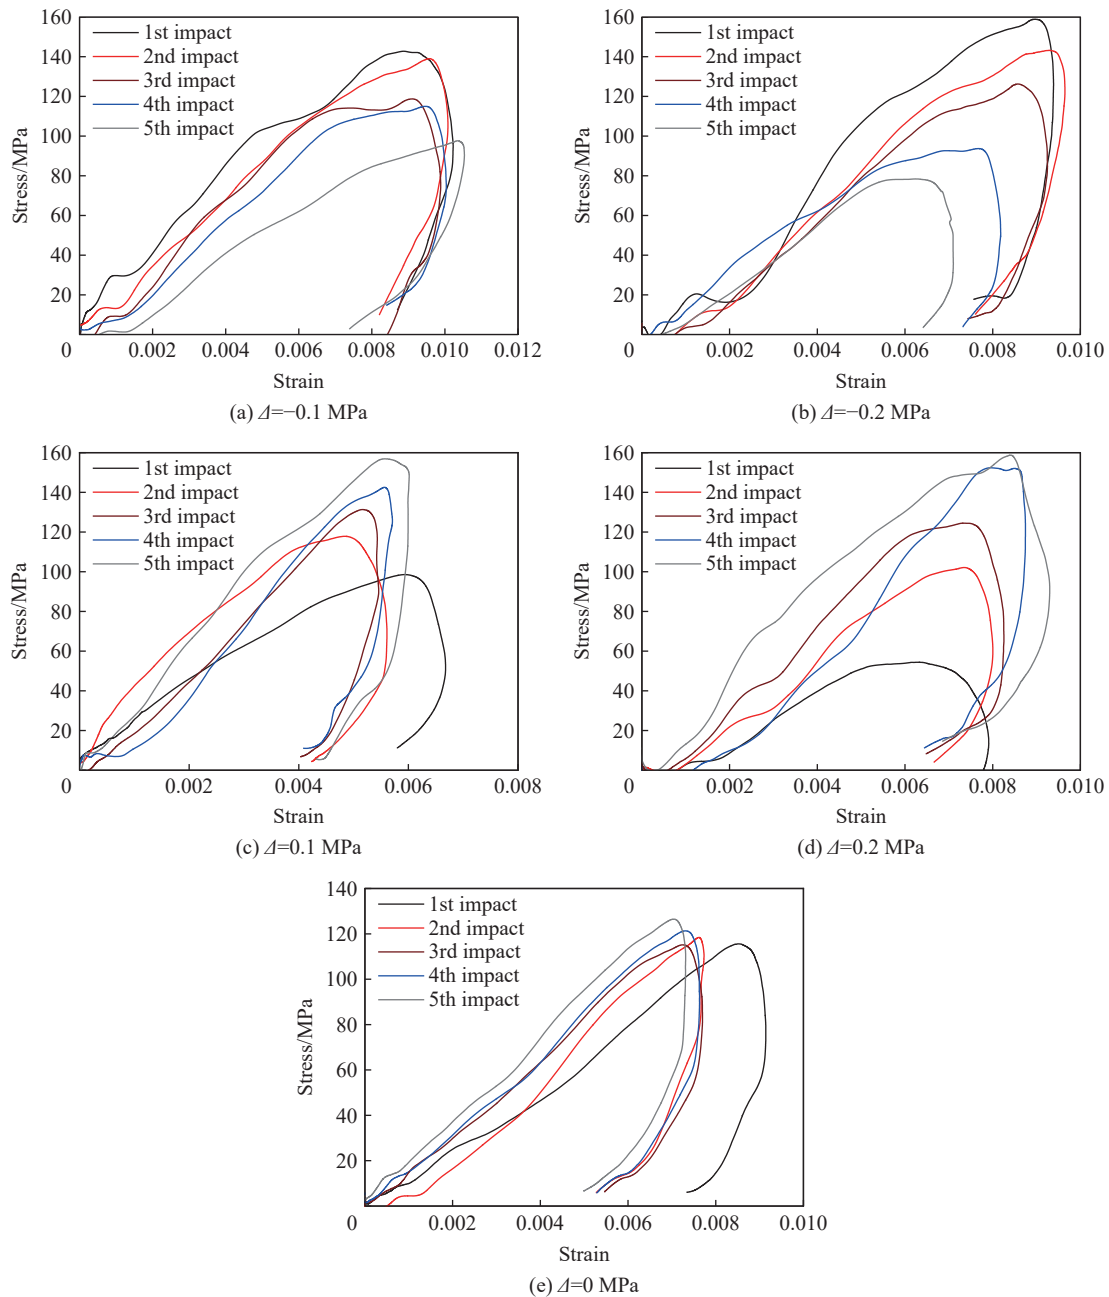 160
140
120
100
80
60
40
20
0
Stress/MPa
1st impact
2nd impact
3rd impact
4th impact
5th impact
0.002
0.004
0.006
0.008
0.010
0.012
Strain
(a) Δ=−0.1 MPa
160
140
120
100
80
60
40
20
0
Stress/MPa
1st impact
2nd impact
3rd impact
4th impact
5th impact
0.002
0.004
0.006
0.008
0.010
Strain
(b) Δ=−0.2 MPa
160
140
120
100
80
60
40
20
0
Stress/MPa
1st impact
2nd impact
3rd impact
4th impact
5th impact
0.002
0.004
0.006
0.008
Strain
(c) Δ=0.1 MPa
160
140
120
100
80
60
40
20
0
Stress/MPa
1st impact
2nd impact
3rd impact
4th impact
5th impact
0.002
0.004
0.006
0.008
0.010
Strain
(d) Δ=0.2 MPa
140
120
100
80
60
40
20
0
Stress/MPa
1st impact
2nd impact
3rd impact
4th impact
5th impact
0.002
0.004
0.006
0.008
0.010
Strain
(e) Δ=0 MPa